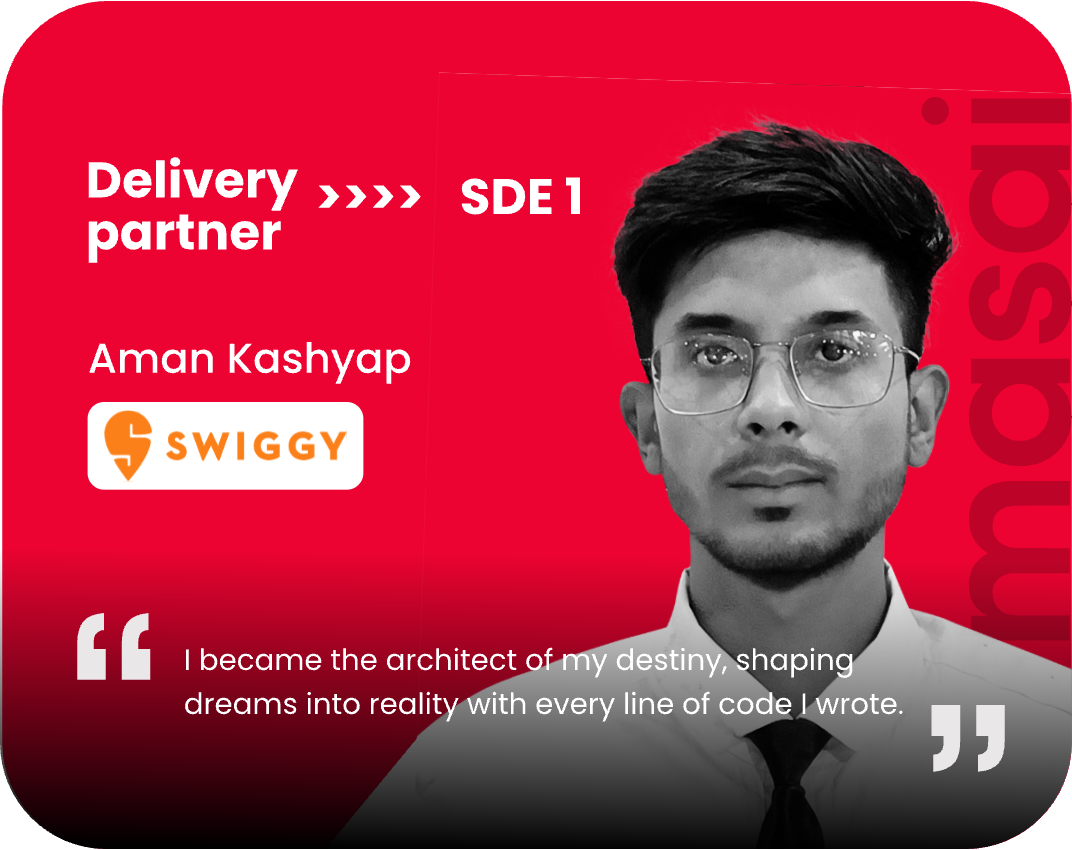 Delivery
partner
>>>> SDE 1
Aman Kashyap
SWIGGY
“ I became the architect of my destiny, shaping
dreams into reality with every line of code I wrote. ”
masai